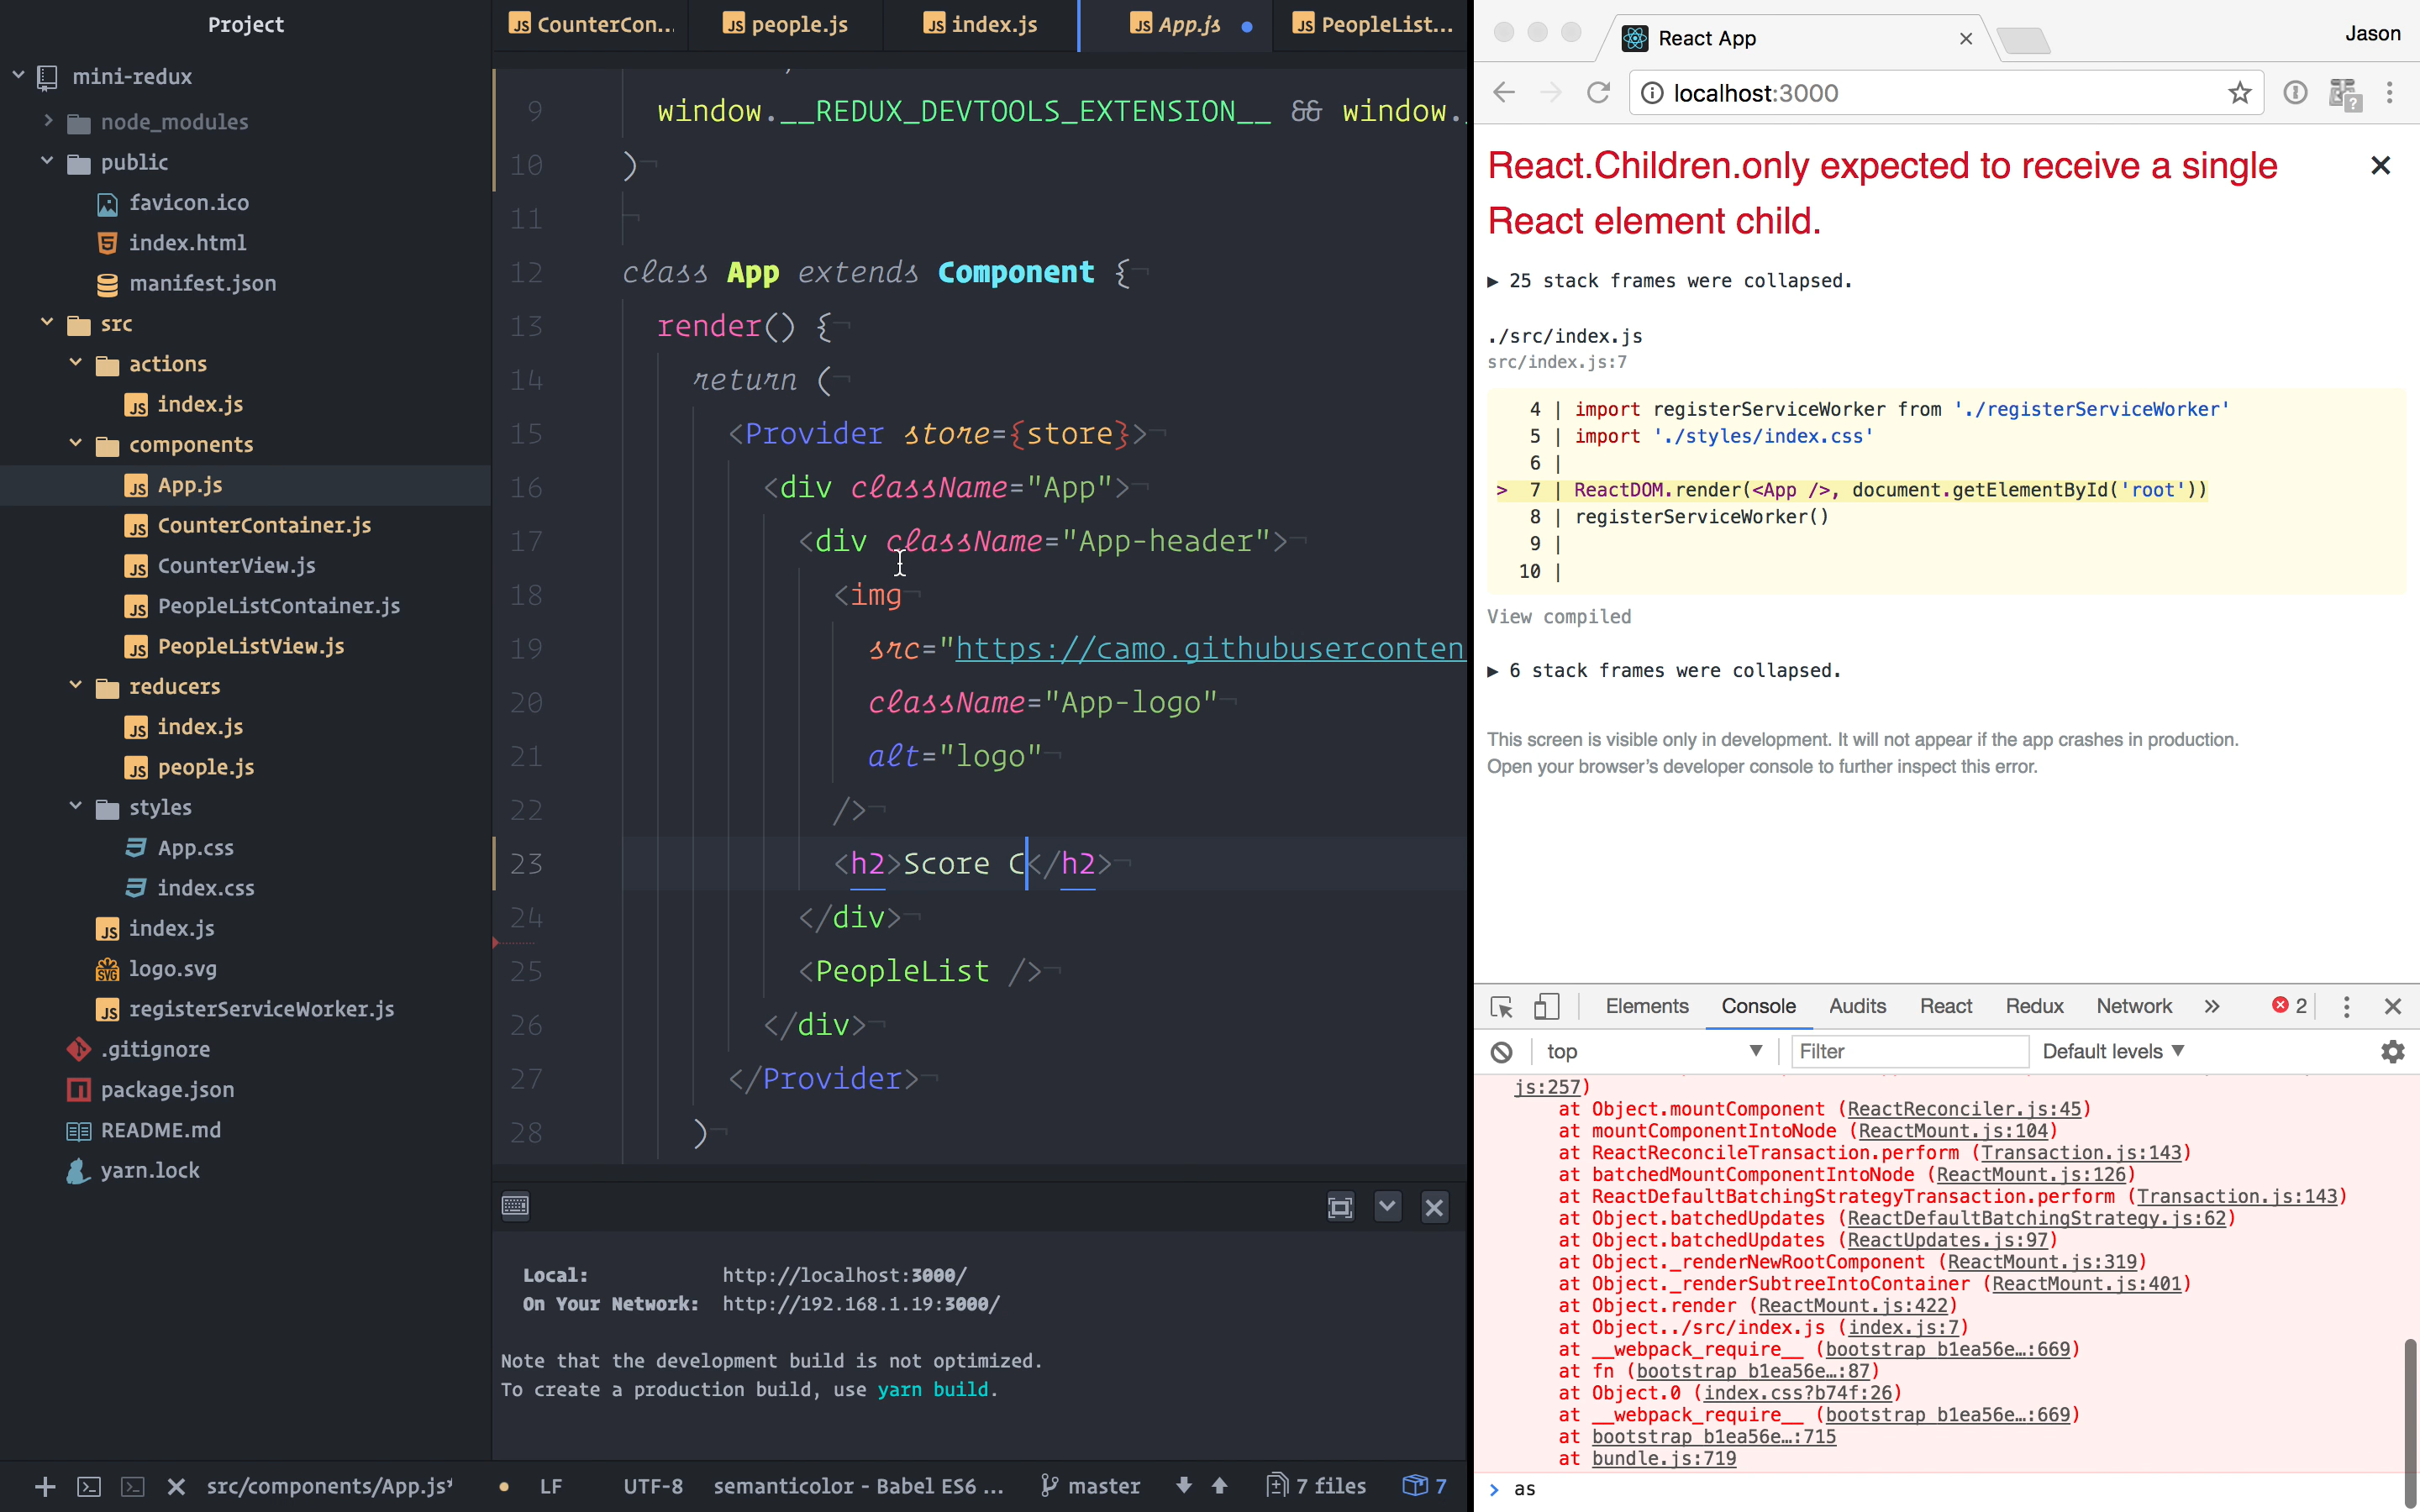 Project
mini-redux
node_modules
public
favicon.ico
index.html
manifest.json
src
actions
index.js
components
App.js
CounterContainer.js
CounterView.js
PeopleListContainer.js
PeopleListView.js
reducers
index.js
people.js
styles
App.css
index.css
index.js
logo.svg
registerServiceWorker.js
.gitignore
package.json
README.md
yarn.lock
CounterCon... people.js index.js App.js PeopleList...
9 window.__REDUX_DEVTOOLS_EXTENSION__ && window.
10 )
11
12 class App extends Component {
13 render() {
14 return (
15 <Provider store={store}>
16 <div className="App">
17 <div className="App-header">
18 <img
19 src="https://camo.githubuserconten
20 className="App-logo"
21 alt="logo"
22 />
23 <h2>Score C</h2>
24 </div>
25 <PeopleList />
26 </div>
27 </Provider>
28 )
Local: http://localhost:3000/
On Your Network: http://192.168.1.19:3000/
Note that the development build is not optimized.
To create a production build, use yarn build.
src/components/App.js* LF UTF-8 semanticolor - Babel ES6 ... master 7 files 7
React App
Jason
localhost:3000
React.Children.only expected to receive a single
React element child.
▶ 25 stack frames were collapsed.
./src/index.js
src/index.js:7
4 | import registerServiceWorker from './registerServiceWorker'
5 | import './styles/index.css'
6 |
> 7 | ReactDOM.render(<App />, document.getElementById('root'))
8 | registerServiceWorker()
9 |
10 |
View compiled
▶ 6 stack frames were collapsed.
This screen is visible only in development. It will not appear if the app crashes in production.
Open your browser’s developer console to further inspect this error.
Elements Console Audits React Redux Network » 2
top Filter Default levels
js:257)
at Object.mountComponent (ReactReconciler.js:45)
at mountComponentIntoNode (ReactMount.js:104)
at ReactReconcileTransaction.perform (Transaction.js:143)
at batchedMountComponentIntoNode (ReactMount.js:126)
at ReactDefaultBatchingStrategyTransaction.perform (Transaction.js:143)
at Object.batchedUpdates (ReactDefaultBatchingStrategy.js:62)
at Object.batchedUpdates (ReactUpdates.js:97)
at Object._renderNewRootComponent (ReactMount.js:319)
at Object._renderSubtreeIntoContainer (ReactMount.js:401)
at Object.render (ReactMount.js:422)
at Object../src/index.js (index.js:7)
at __webpack_require__ (bootstrap b1ea56e…:669)
at fn (bootstrap b1ea56e…:87)
at Object.0 (index.css?b74f:26)
at __webpack_require__ (bootstrap b1ea56e…:669)
at bootstrap b1ea56e…:715
at bundle.js:719
> as